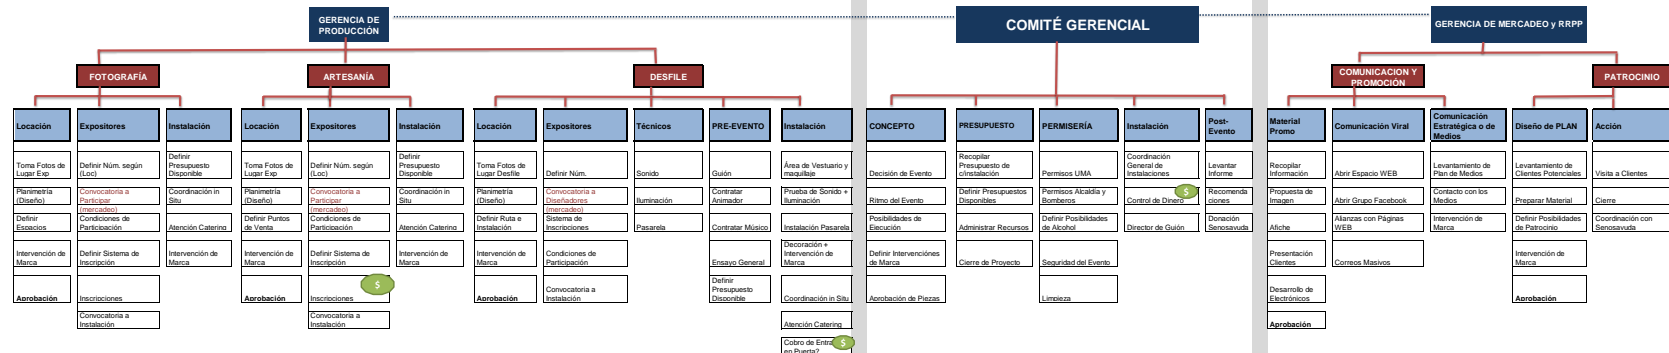 GERENCIA DE
PRODUCCIÓN
COMITÉ GERENCIAL
GERENCIA DE MERCADEO y RRPP
FOTOGRAFÍA
ARTESANÍA
DESFILE
COMUNICACION Y
PROMOCIÓN
PATROCINIO
Locación
Toma Fotos de
Lugar Exp
Planimetría
(Diseño)
Definir
Espacios
Intervención de
Marca
Aprobación
Expositores
Definir Núm. según
(Loc)
Convocatoria a
Participar
(mercadeo)
Condiciones de
Participación
Definir Sistema de
Inscripción
Inscripciones
Convocatoria a
Instalación
Instalación
Definir
Presupuesto
Disponible
Coordinación in
Situ
Atención Catering
Intervención de
Marca
Locación
Toma Fotos de
Lugar Exp
Planimetría
(Diseño)
Definir Puntos
de Venta
Intervención de
Marca
Aprobación
Expositores
Definir Núm. según
(Loc)
Convocatoria a
Participar
(mercadeo)
Condiciones de
Participación
Definir Sistema de
Inscripción
Inscripciones
$
Convocatoria a
Instalación
Instalación
Definir
Presupuesto
Disponible
Coordinación in
Situ
Atención Catering
Intervención de
Marca
Locación
Toma Fotos de
Lugar Desfile
Planimetría
(Diseño)
Definir Ruta e
Instalación
Intervención de
Marca
Aprobación
Expositores
Definir Núm.
Convocatoria a
Diseñadores
(mercadeo)
Sistema de
Inscripciones
Condiciones de
Participación
Convocatoria a
Instalación
Técnicos
Sonido
Iluminación
Pasarela
PRE-EVENTO
Guión
Contratar
Animador
Contratar Músico
Ensayo General
Definir
Presupuesto
Disponible
Instalación
Área de Vestuario y
maquillaje
Prueba de Sonido +
Iluminación
Instalación Pasarela
Decoración +
Intervención de
Marca
Coordinación in Situ
Atención Catering
Cobro de Entra
en Puerta?
$
CONCEPTO
Decisión de Evento
Ritmo del Evento
Posibilidades de
Ejecución
Definir Intervenciónes
de Marca
Aprobación de Piezas
PRESUPUESTO
Recopilar
Presupuesto de
c/instalación
Definir Presupuestos
Disponibles
Administrar Recursos
Cierre de Proyecto
PERMISERÍA
Permisos UMA
Permisos Alcaldía y
Bomberos
Definir Posibilidades
de Alcohol
Seguridad del Evento
Limpieza
Instalación
Coordinación
General de
Instalaciones
Control de Dinero
$
Director de Guión
Post-
Evento
Levantar
Informe
Recomenda
ciones
Donación
Senosavuda
Material
Promo
Recopilar
Información
Propuesta de
Imagen
Afiche
Presentación
Clientes
Desarrollo de
Electrónicos
Aprobación
Comunicación Viral
Abrir Espacio WEB
Abrir Grupo Facebook
Alianzas con Páginas
WEB
Correos Masivos
Comunicación
Estratégica o de
Medios
Levantamiento de
Plan de Medios
Contacto con los
Medios
Intervención de
Marca
Diseño de PLAN
Levantamiento de
Clientes Potenciales
Preparar Material
Definir Posibilidades
de Patrocinio
Intervención de
Marca
Aprobación
Acción
Visita a Clientes
Cierre
Coordinación con
Senosavuda